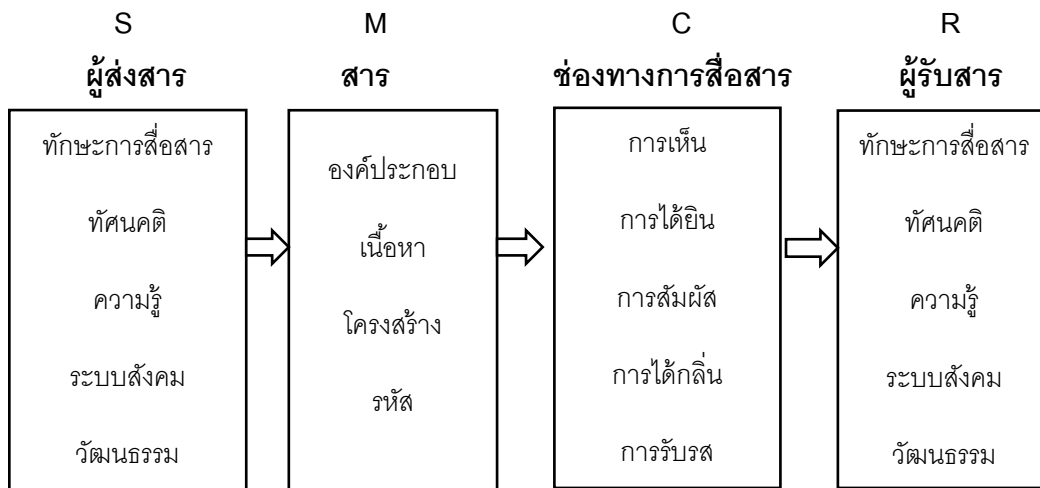 S M C R
ผู้ส่งสาร สาร ช่องทางการสื่อสาร ผู้รับสาร
ทักษะการสื่อสาร
ทัศนคติ
ความรู้
ระบบสังคม
วัฒนธรรม
องค์ประกอบ
เนื้อหา
โครงสร้าง
รหัส
การเห็น
การได้ยิน
การสัมผัส
การได้กลิ่น
การรับรส
ทักษะการสื่อสาร
ทัศนคติ
ความรู้
ระบบสังคม
วัฒนธรรม